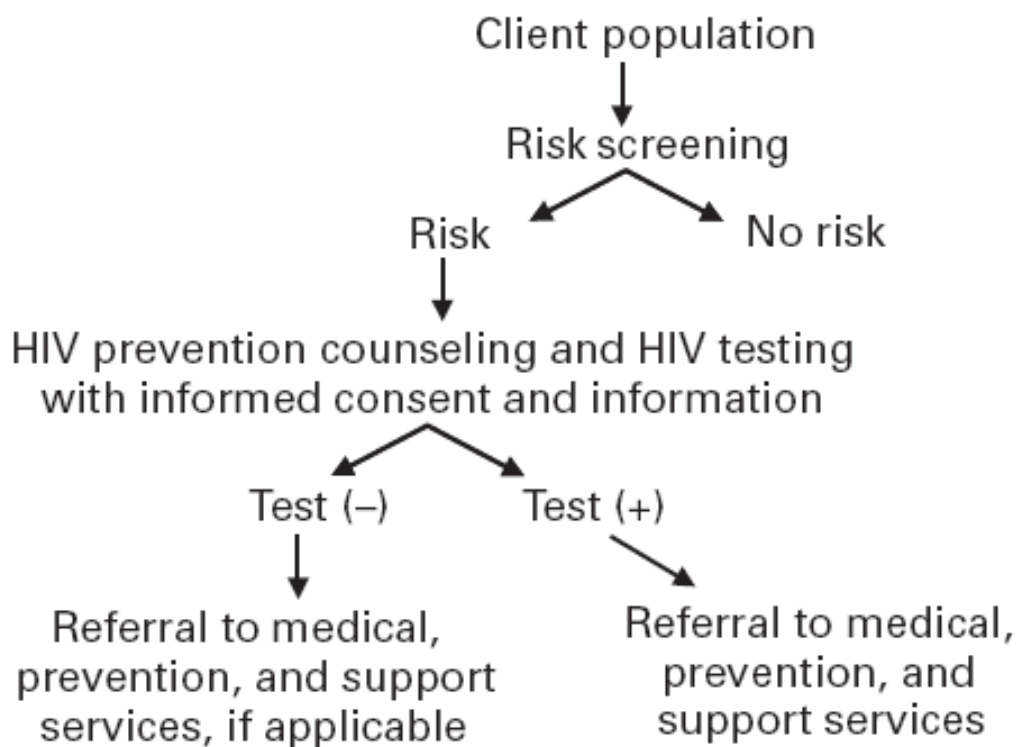 Client population
Risk screening
Risk
No risk
HIV prevention counseling and HIV testing
with informed consent and information
Test (–)
Test (+)
Referral to medical,
prevention, and support
services, if applicable
Referral to medical,
prevention, and
support services